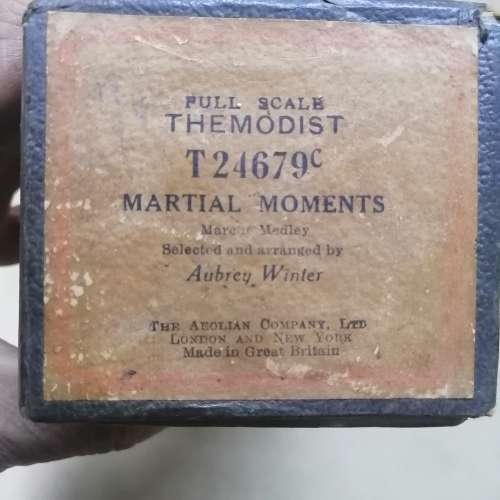 FULL SCALE
THEMODIST
T24679C
MARTIAL MOMENTS
Medley
Selected and arranged by
Aubrey Winter
THE AEOLIAN COMPANY, LTD
LONDON AND NEW YORK
Made in Great Britain